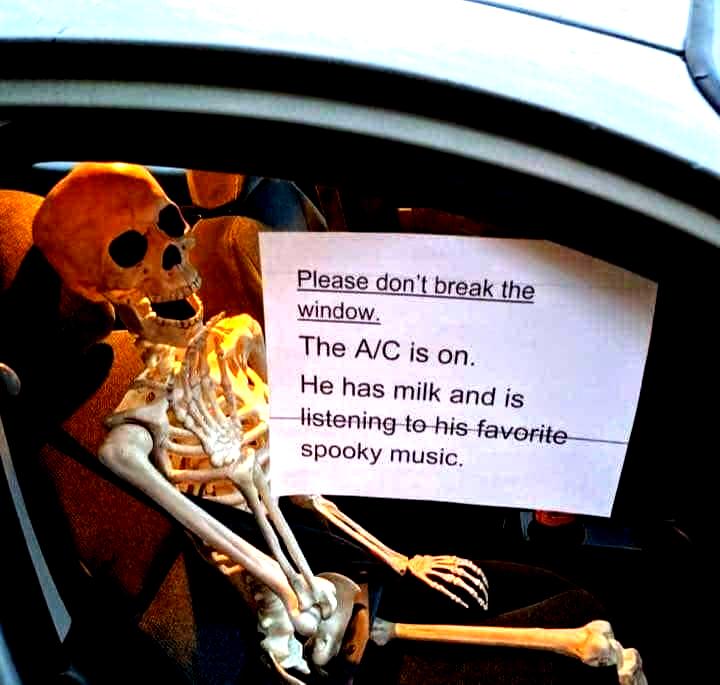 Please don't break the
window.
The A/C is on.
He has milk and is
listening to his favorite
spooky music.